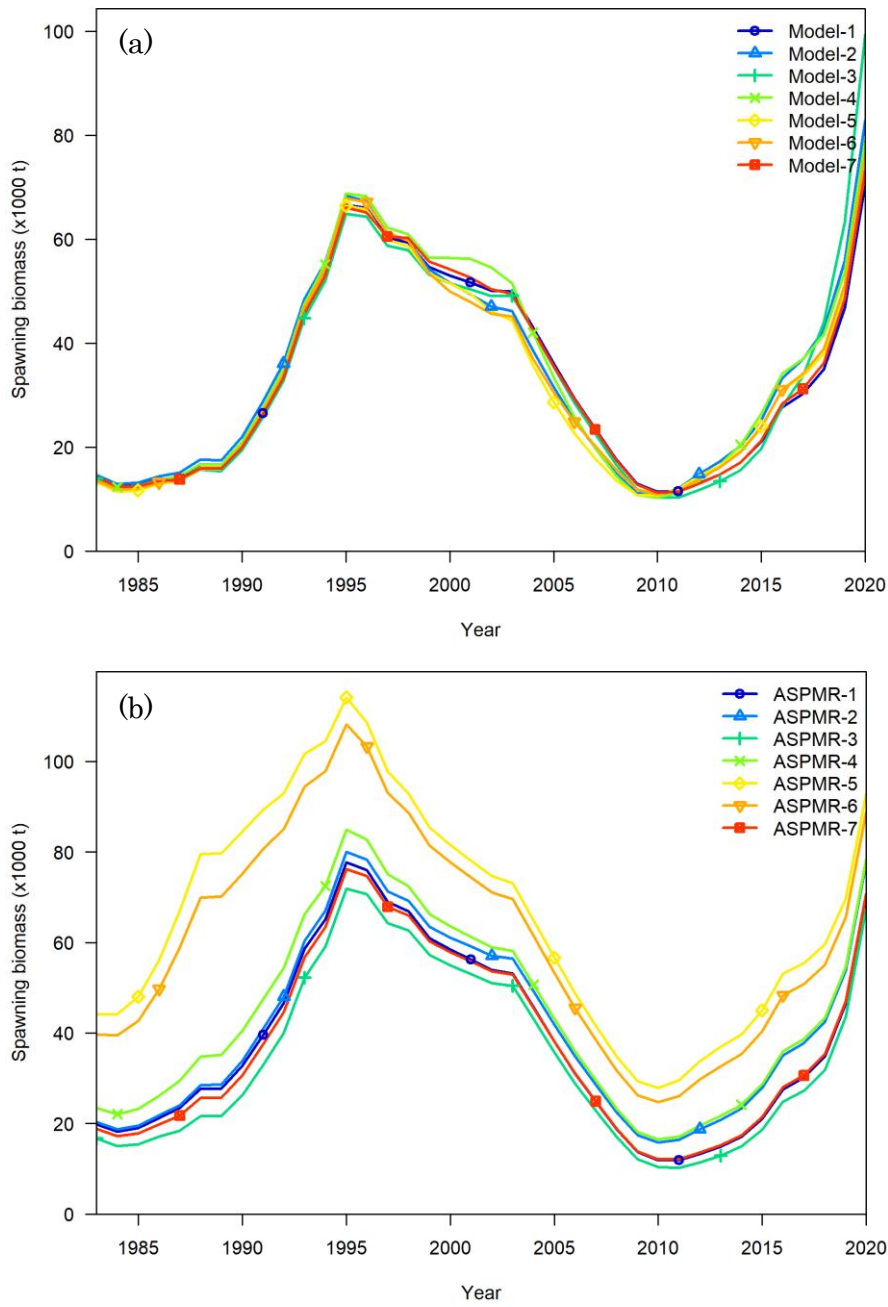 (a)
Model-1
Model-2
Model-3
Model-4
Model-5
Model-6
Model-7
Spawning biomass (x1000 t)
100
80
60
40
20
0
1985 1990 1995 2000 2005 2010 2015 2020
Year
(b)
ASPMR-1
ASPMR-2
ASPMR-3
ASPMR-4
ASPMR-5
ASPMR-6
ASPMR-7
Spawning biomass (x1000 t)
100
80
60
40
20
0
1985 1990 1995 2000 2005 2010 2015 2020
Year